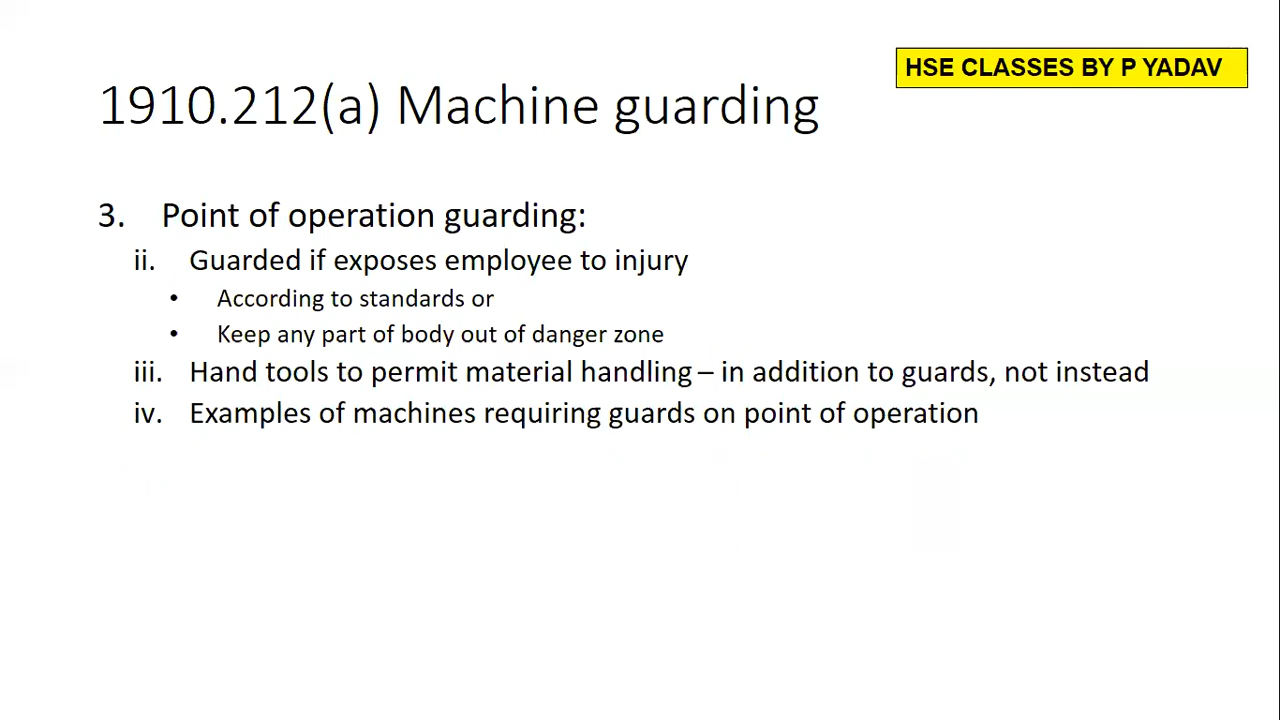 HSE CLASSES BY P YADAV
1910.212(a) Machine guarding
3. Point of operation guarding:
ii. Guarded if exposes employee to injury
• According to standards or
• Keep any part of body out of danger zone
iii. Hand tools to permit material handling – in addition to guards, not instead
iv. Examples of machines requiring guards on point of operation